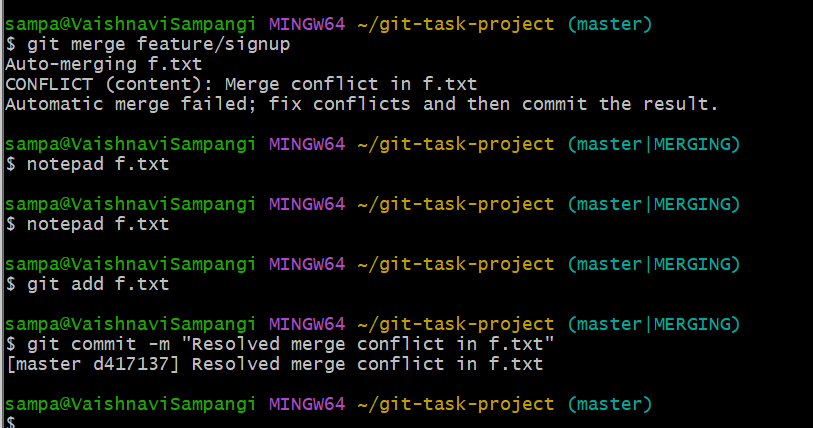 sampa@VaishnaviSampangi MINGW64 ~/git-task-project (master)
$ git merge feature/signup
Auto-merging f.txt
CONFLICT (content): Merge conflict in f.txt
Automatic merge failed; fix conflicts and then commit the result.
sampa@VaishnaviSampangi MINGW64 ~/git-task-project (master|MERGING)
$ notepad f.txt
sampa@VaishnaviSampangi MINGW64 ~/git-task-project (master|MERGING)
$ notepad f.txt
sampa@VaishnaviSampangi MINGW64 ~/git-task-project (master|MERGING)
$ git add f.txt
sampa@VaishnaviSampangi MINGW64 ~/git-task-project (master|MERGING)
$ git commit -m "Resolved merge conflict in f.txt"
[master d417137] Resolved merge conflict in f.txt
sampa@VaishnaviSampangi MINGW64 ~/git-task-project (master)
$